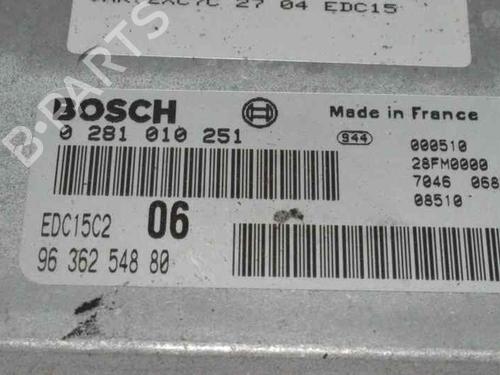 27 04 EDC15
BOSCH
Made in France
0 281 010 251
S44
000510
28FM0000
7046 068
08510
EDC15C2 06
96 362 548 80
B-PARTS